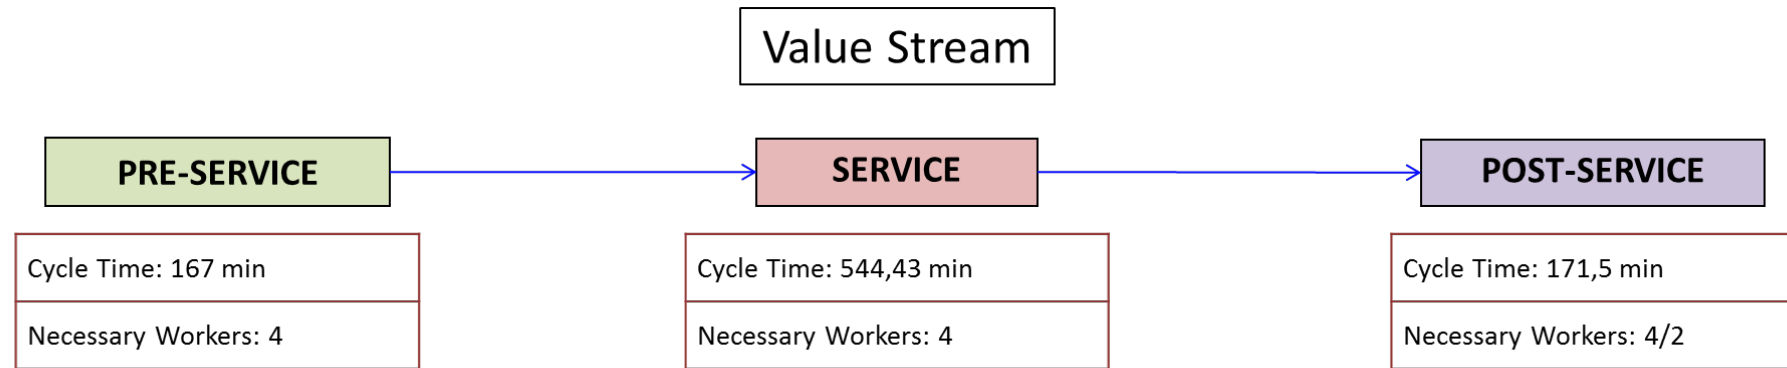 Value Stream
PRE-SERVICE
SERVICE
POST-SERVICE
Cycle Time: 167 min
Necessary Workers: 4
Cycle Time: 544,43 min
Necessary Workers: 4
Cycle Time: 171,5 min
Necessary Workers: 4/2